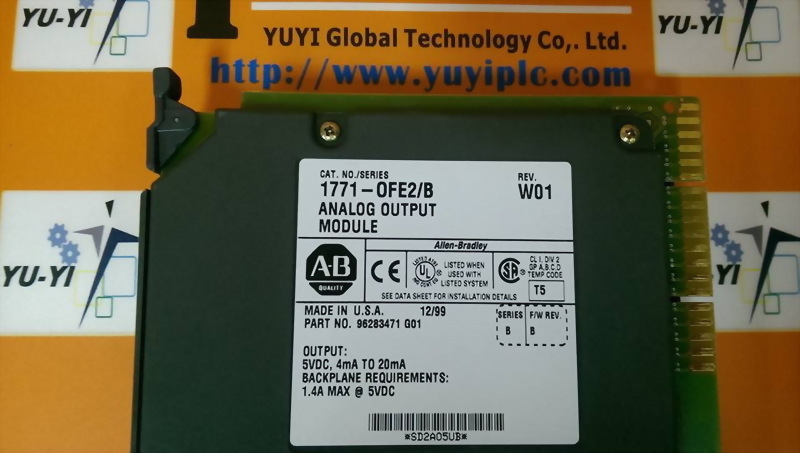 YU-YI
YUYI Global Technology Co,. Ltd.
http://www.yuyiplc.com
YU-YI
YU-YI
CAT. NO./SERIES
1771-OFE2/B
ANALOG OUTPUT
MODULE
REV.
W01
Allen-Bradley
A-B
QUALITY
CE
UL
LISTED WHEN
USED WITH
LISTED SYSTEM
SA
CL I, DIV 2
GP A,B,C,D
TEMP CODE
T5
SEE DATA SHEET FOR INSTALLATION DETAILS
MADE IN U.S.A. 12/99
PART NO. 96283471 G01
SERIES
B
F/W REV.
B
OUTPUT:
5VDC, 4mA TO 20mA
BACKPLANE REQUIREMENTS:
1.4A MAX @ 5VDC
*SD2A05UB*